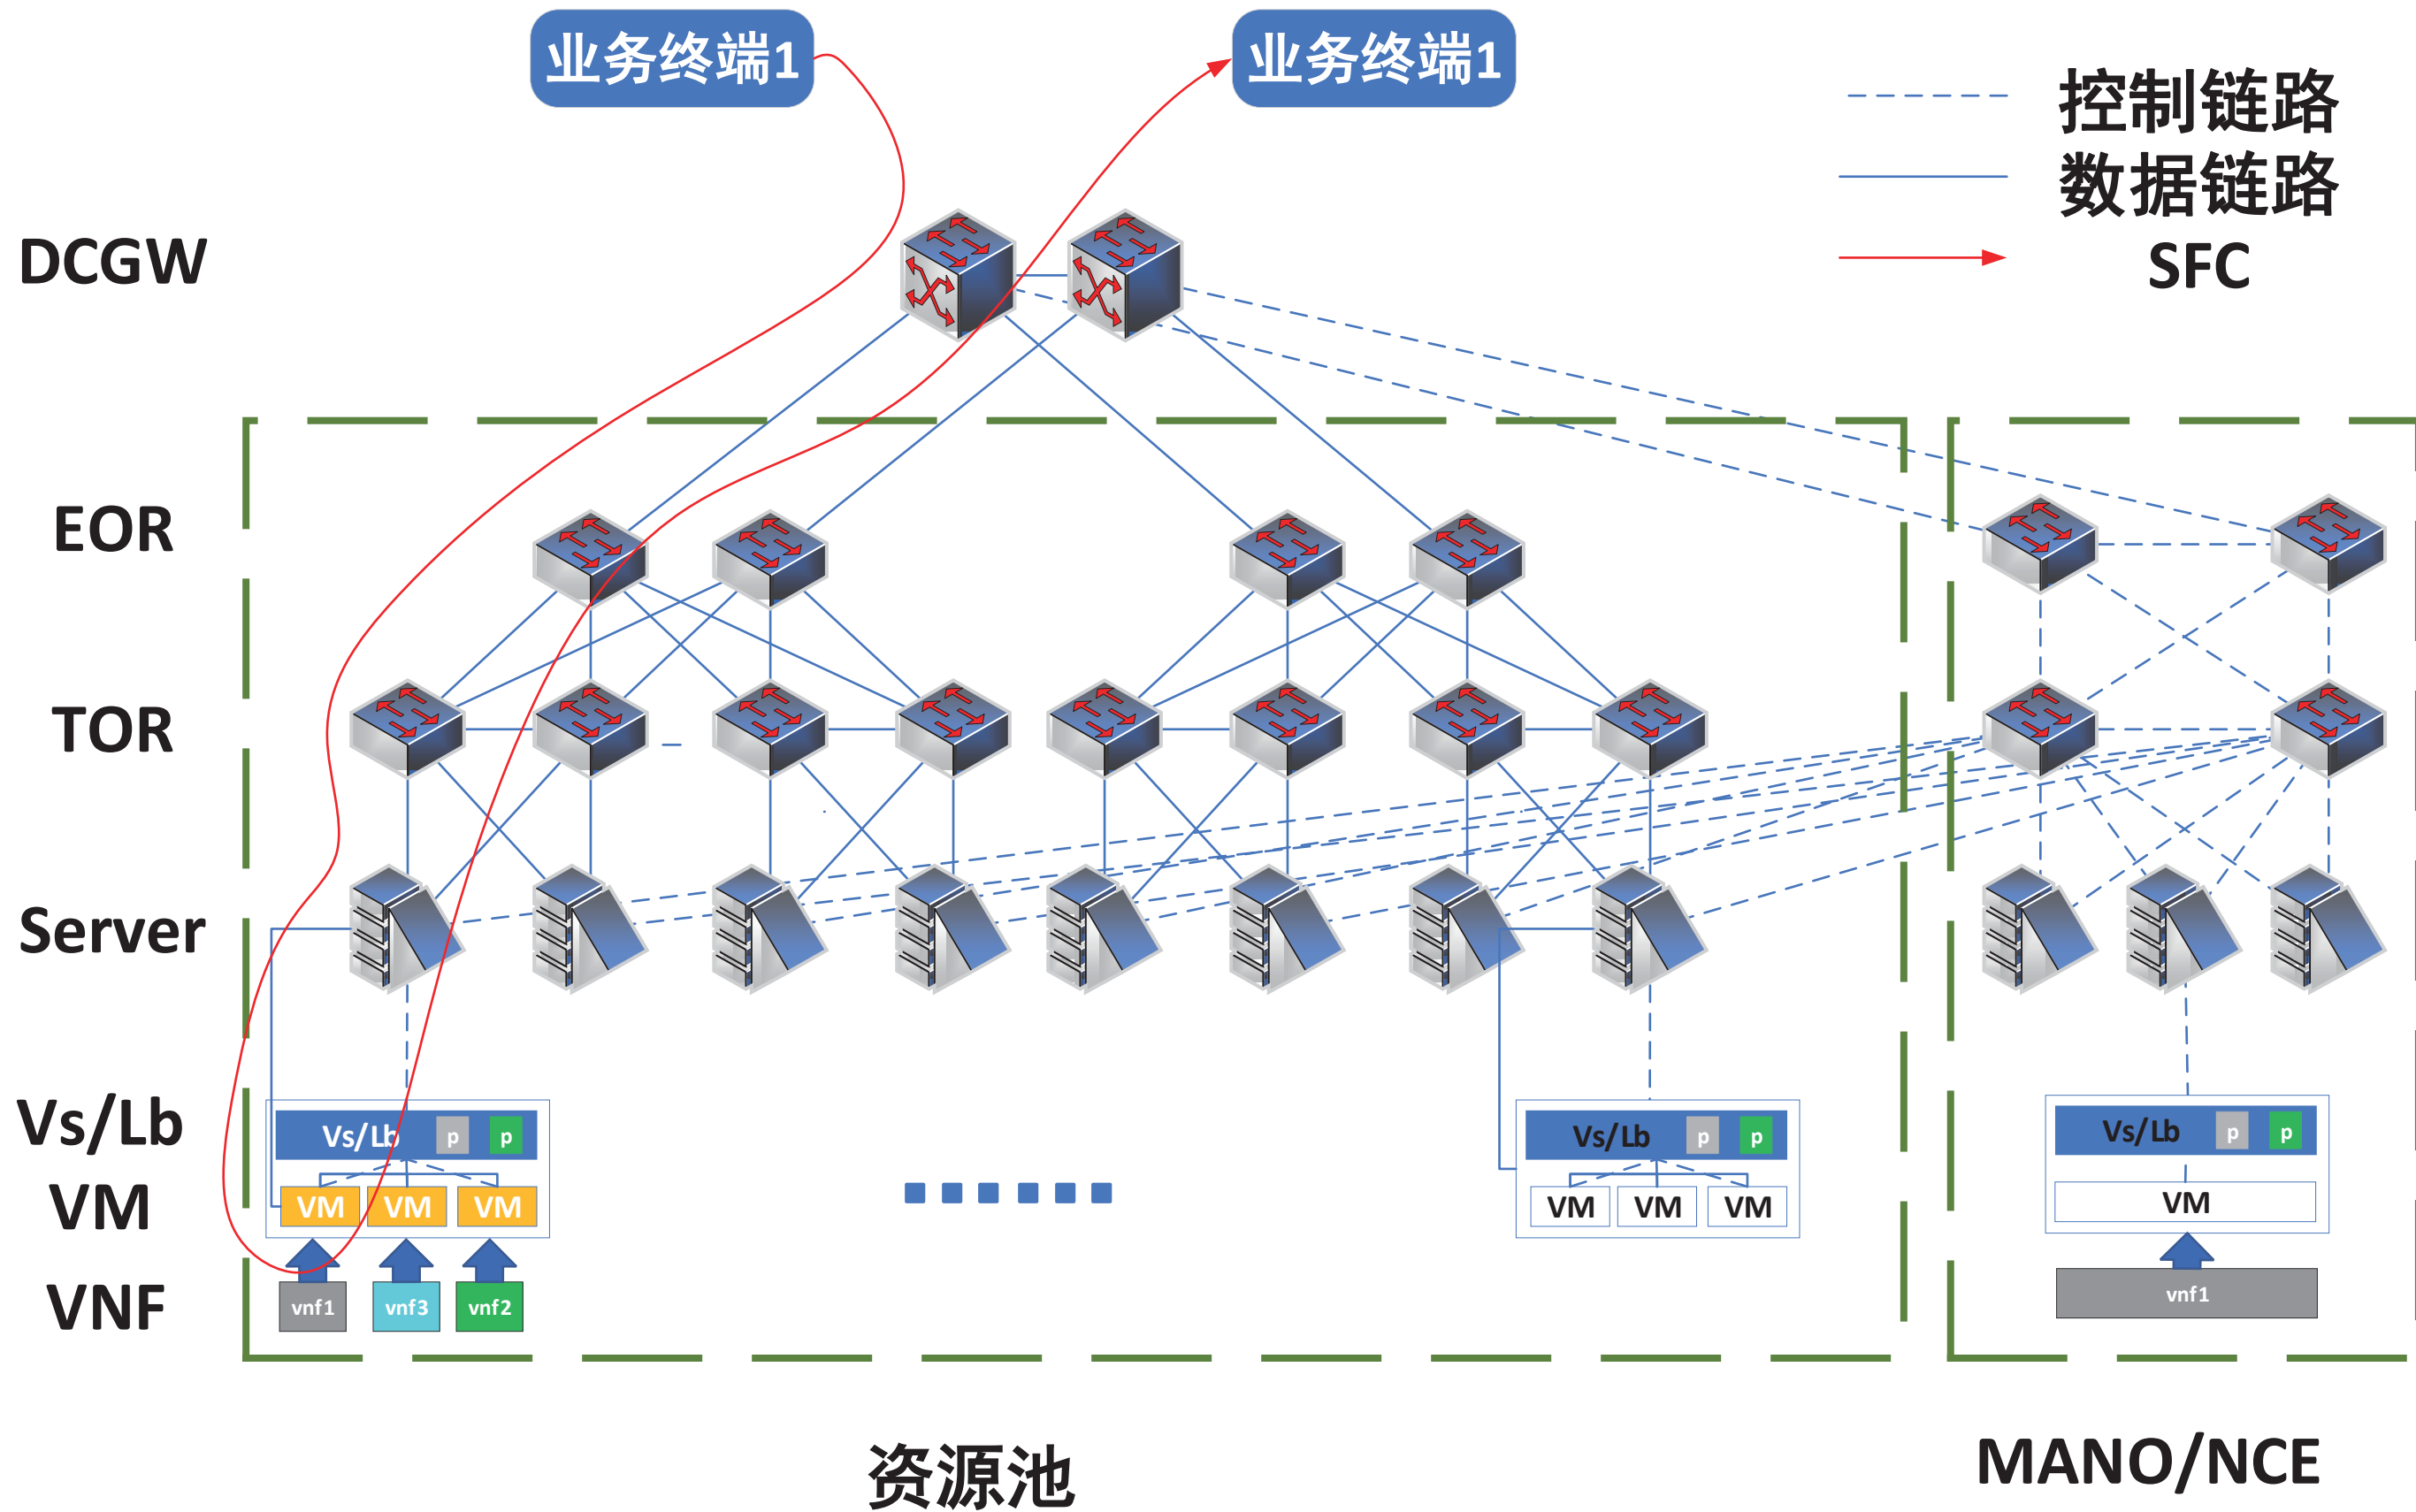 业务终端1
业务终端1
控制链路
数据链路
SFC
DCGW
EOR
TOR
Server
Vs/Lb
Vs/Lb p p
Vs/Lb p p
Vs/Lb p p
VM
VM VM VM
VM VM VM
VM
VNF
vnf1 vnf3 vnf2
vnf1
资源池
MANO/NCE